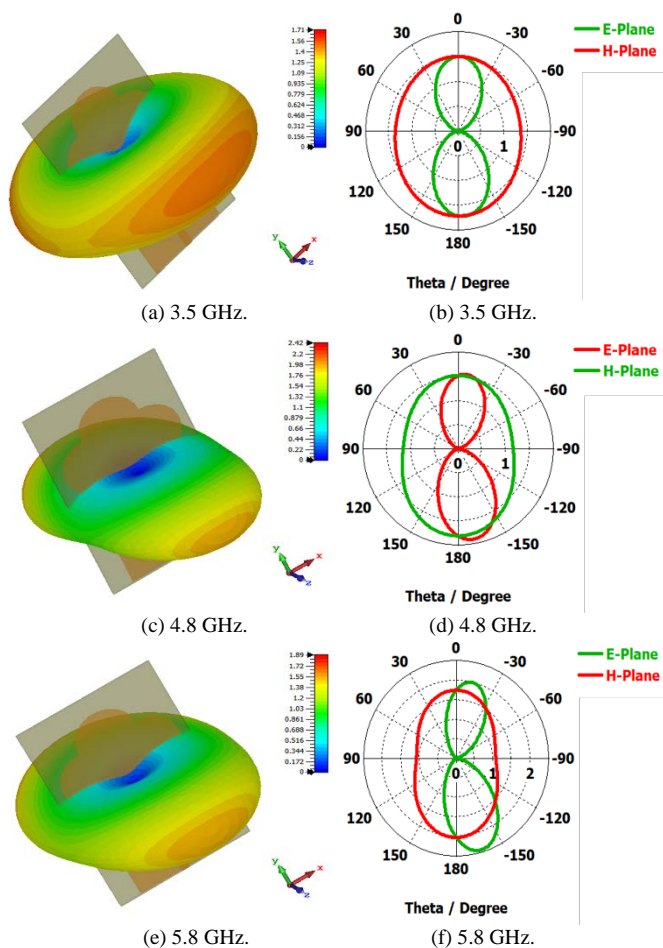 1.71
1.56
1.4
1.25
1.09
0.935
0.779
0.624
0.468
0.312
0.156
0
y
x
z
0
30 -30
60 -60
90 -90
0 1
120 -120
150 -150
180
E-Plane
H-Plane
Theta / Degree
(a) 3.5 GHz.
(b) 3.5 GHz.
2.42
2.2
1.98
1.76
1.54
1.32
1.1
0.88
0.66
0.44
0.22
0
y
x
z
30 -30
60 -60
90 -90
0 1
120 -120
150 -150
180
E-Plane
H-Plane
Theta / Degree
(c) 4.8 GHz.
(d) 4.8 GHz.
1.89
1.72
1.55
1.38
1.2
1.03
0.861
0.688
0.516
0.344
0.172
0
y
x
z
0
30 -30
60 -60
90 -90
0 1 2
120 -120
150 -150
180
E-Plane
H-Plane
Theta / Degree
(e) 5.8 GHz.
(f) 5.8 GHz.